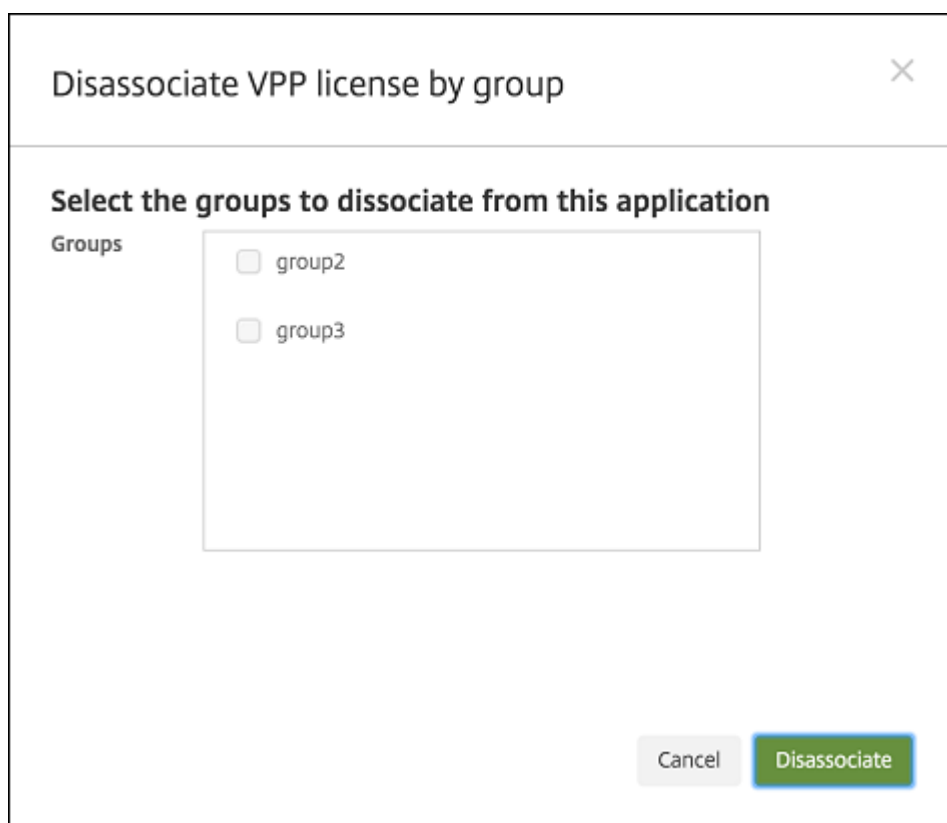 Disassociate VPP license by group
Select the groups to dissociate from this application
Groups
group2
group3
Cancel
Disassociate